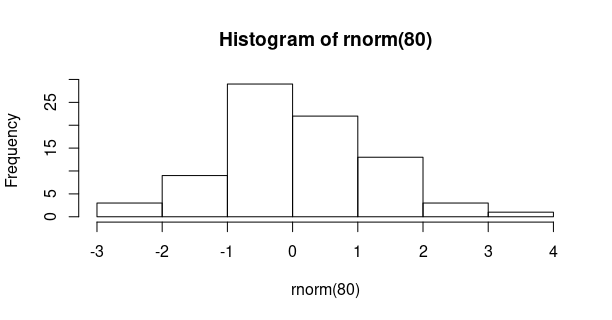 Histogram of rnorm(80)
Frequency
25
15
5
0
-3 -2 -1 0 1 2 3 4
rnorm(80)